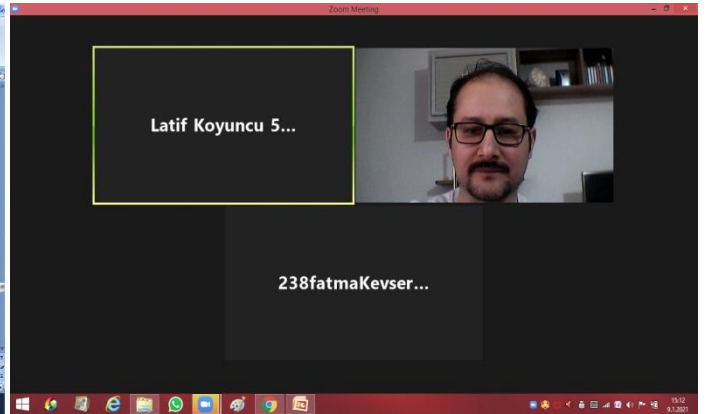 Zoom Meeting
Latif Koyuncu 5...
238fatmaKevser...
15:12
9.1.2021